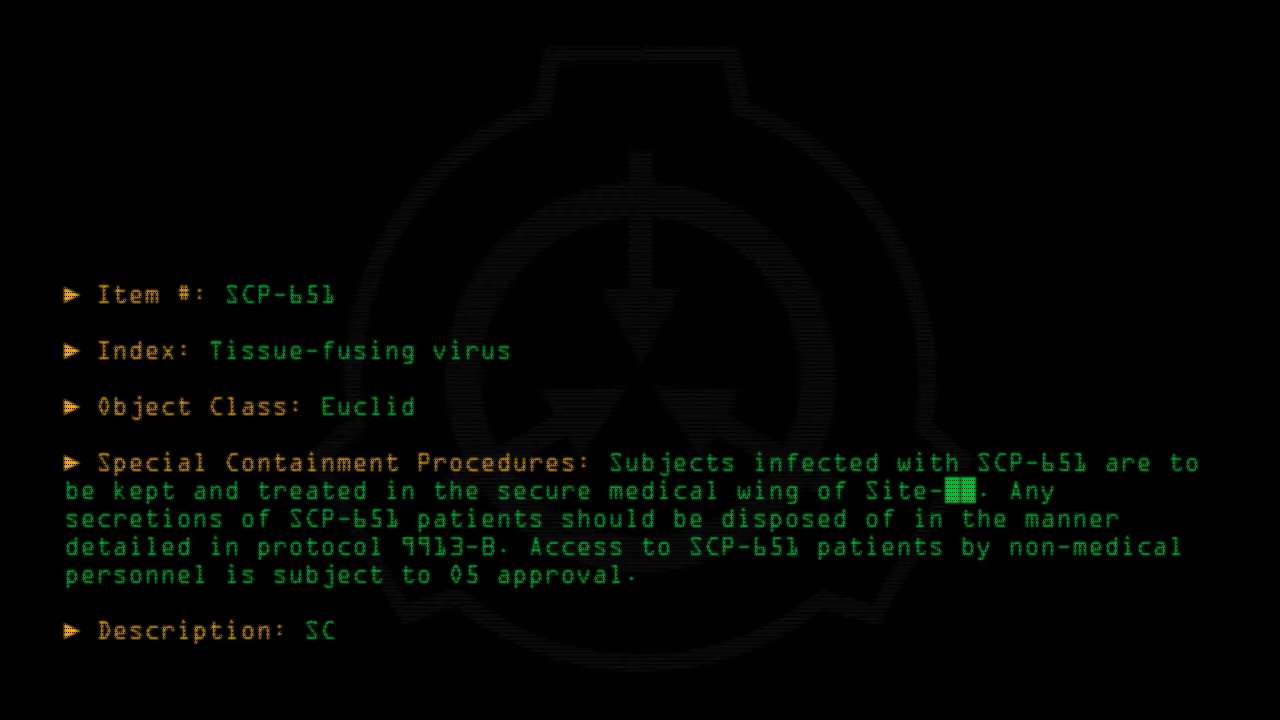 ► Item #: SCP-651
► Index: Tissue-fusing virus
► Object Class: Euclid
► Special Containment Procedures: Subjects infected with SCP-651 are to
be kept and treated in the secure medical wing of Site-██. Any
secretions of SCP-651 patients should be disposed of in the manner
detailed in protocol 9913-B. Access to SCP-651 patients by non-medical
personnel is subject to O5 approval.
► Description: SC